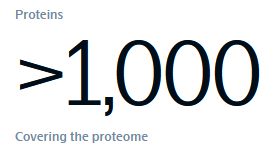 Proteins
>1,000
Covering the proteome